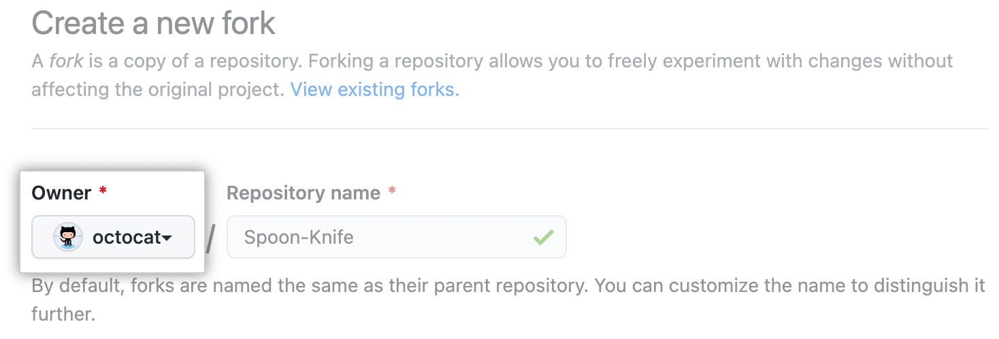 Create a new fork
A fork is a copy of a repository. Forking a repository allows you to freely experiment with changes without
affecting the original project. View existing forks.
Owner * Repository name *
octocat / Spoon-Knife
By default, forks are named the same as their parent repository. You can customize the name to distinguish it
further.